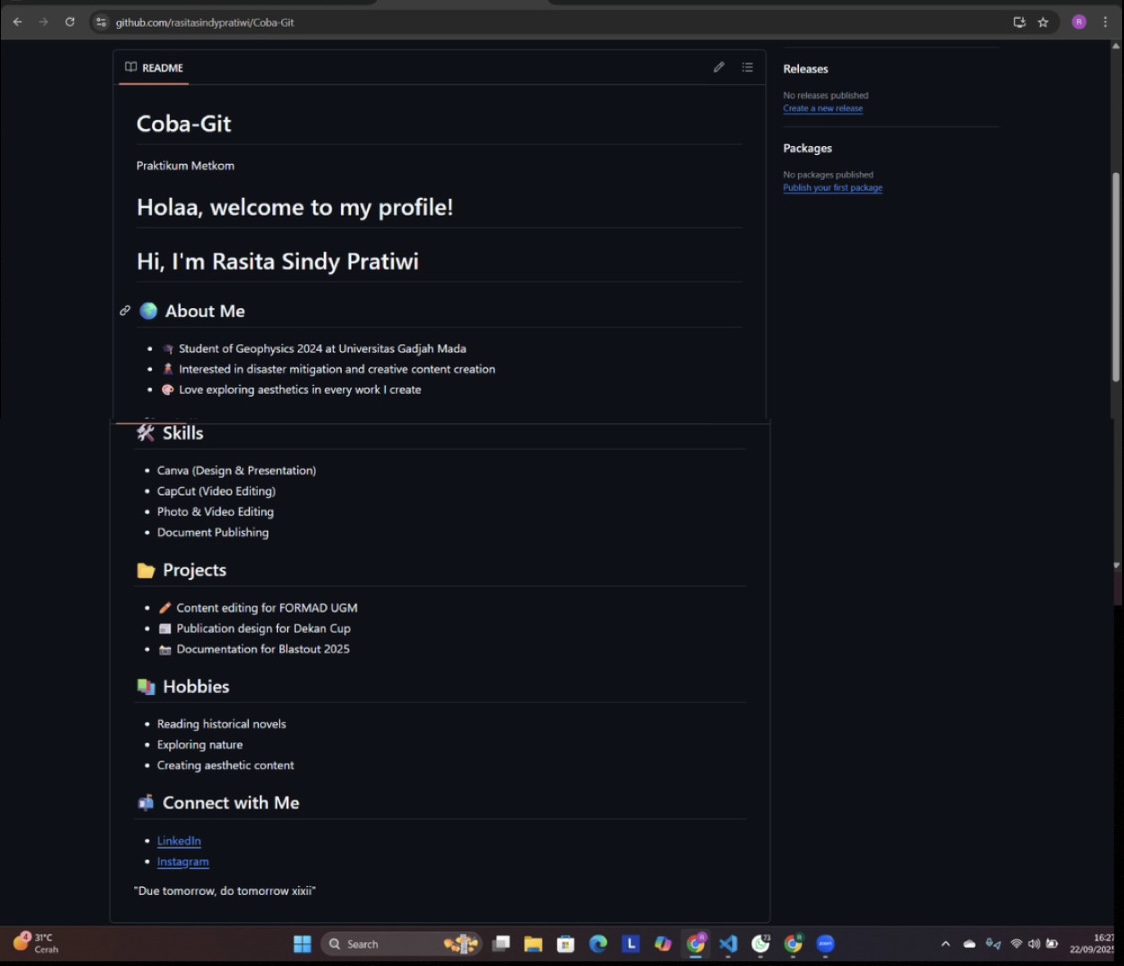 github.com/rasitasindypratiwi/Coba-Git
R
README
Coba-Git
Praktikum Metkom
Holaa, welcome to my profile!
Hi, I'm Rasita Sindy Pratiwi
About Me
Student of Geophysics 2024 at Universitas Gadjah Mada
Interested in disaster mitigation and creative content creation
Love exploring aesthetics in every work I create
Skills
Canva (Design & Presentation)
CapCut (Video Editing)
Photo & Video Editing
Document Publishing
Projects
Content editing for FORMAD UGM
Publication design for Dekan Cup
Documentation for Blastout 2025
Hobbies
Reading historical novels
Exploring nature
Creating aesthetic content
Connect with Me
LinkedIn
Instagram
"Due tomorrow, do tomorrow xixii"
Releases
No releases published
Create a new release
Packages
No packages published
Publish your first package
31°C
Cerah
Search
L
16:27
22/09/2025